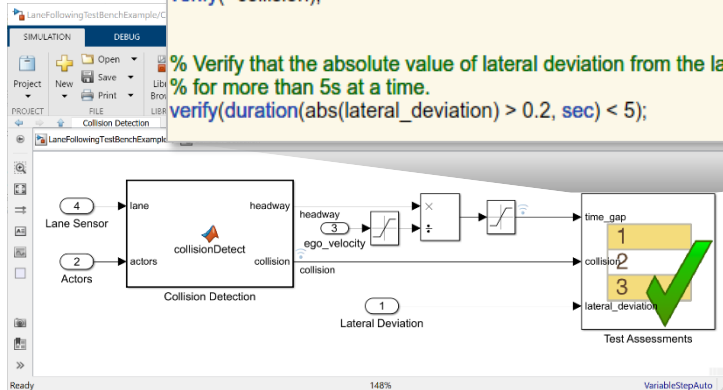 LaneFollowingTestBenchExample/C
SIMULATION
DEBUG
Project
New
Open
Save
Print
Libr
Brow
PROJECT
FILE
LIBR
Collision Detection
LaneFollowingTestBenchExample
% Verify that the absolute value of lateral deviation from the la
% for more than 5s at a time.
verify(duration(abs(lateral_deviation) > 0.2, sec) < 5);
4
Lane Sensor
2
Actors
lane
actors
collisionDetect
headway
collision
Collision Detection
headway
3
ego_velocity
collision
×
÷
1
Lateral Deviation
time_gap
collision
lateral_deviation
1
2
3
Test Assessments
Ready
148%
VariableStepAuto